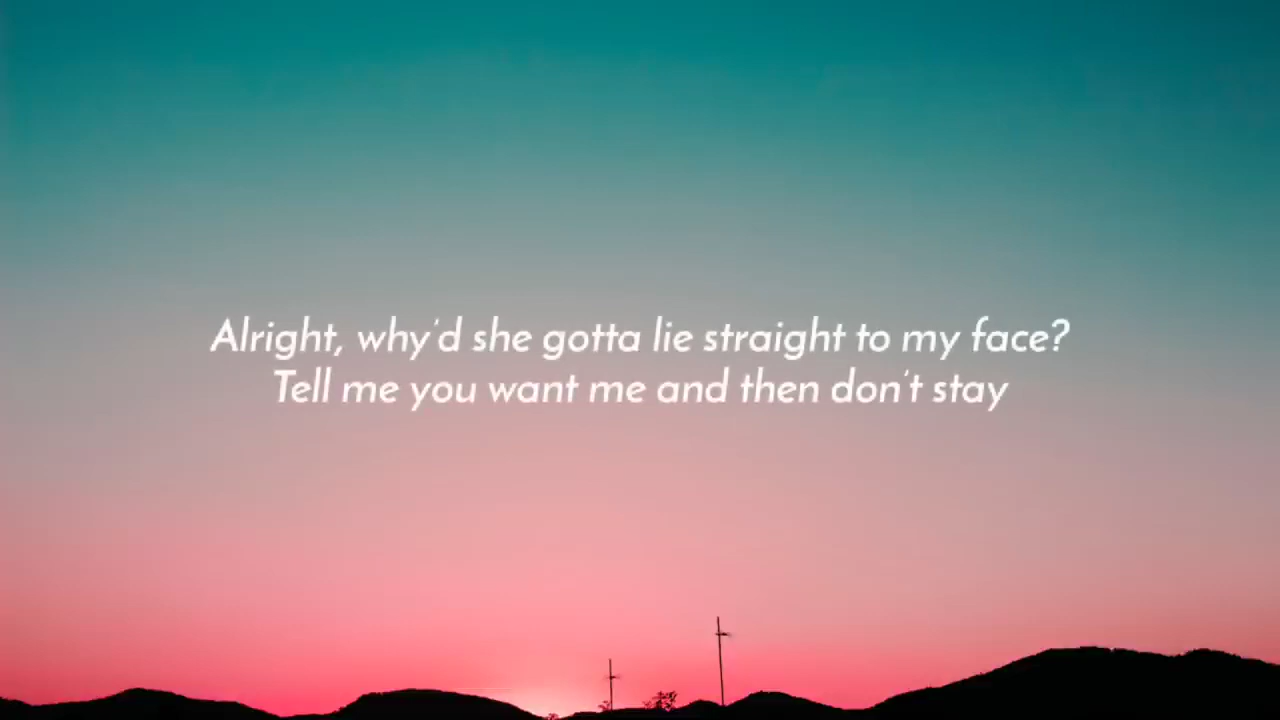 Alright, why'd she gotta lie straight to my face?
Tell me you want me and then don't stay